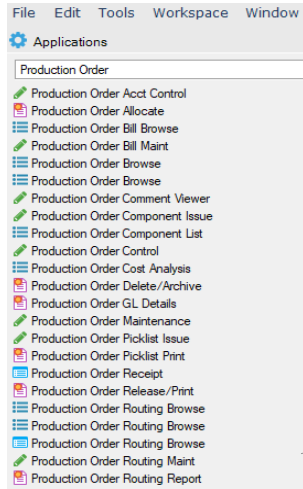 File Edit Tools Workspace Window
Applications
Production Order
Production Order Acct Control
Production Order Allocate
Production Order Bill Browse
Production Order Bill Maint
Production Order Browse
Production Order Browse
Production Order Comment Viewer
Production Order Component Issue
Production Order Component List
Production Order Control
Production Order Cost Analysis
Production Order Delete/Archive
Production Order GL Details
Production Order Maintenance
Production Order Picklist Issue
Production Order Picklist Print
Production Order Receipt
Production Order Release/Print
Production Order Routing Browse
Production Order Routing Browse
Production Order Routing Browse
Production Order Routing Maint
Production Order Routing Report